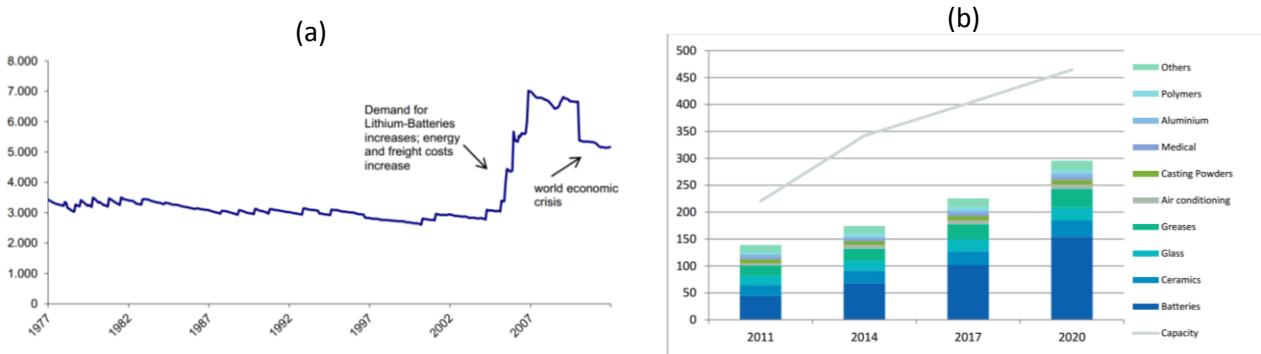 (a)
8.000
7.000
6.000
5.000
4.000
3.000
2.000
1.000
0
Demand for
Lithium-Batteries
increases; energy
and freight costs
increase
world economic
crisis
1977
1982
1987
1992
1997
2002
2007
(b)
500
450
400
350
300
250
200
150
100
50
0
2011
2014
2017
2020
Others
Polymers
Aluminium
Medical
Casting Powders
Air conditioning
Greases
Glass
Ceramics
Batteries
Capacity